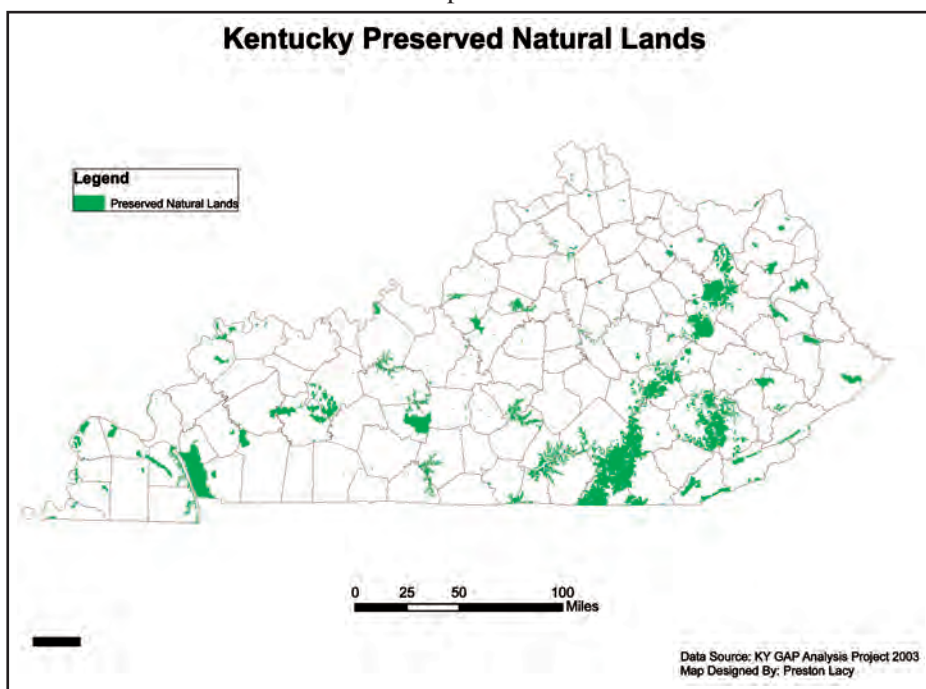 Kentucky Preserved Natural Lands
Legend
Preserved Natural Lands
0 25 50 100
Miles
Data Source: KY GAP Analysis Project 2003
Map Designed By: Preston Lacy